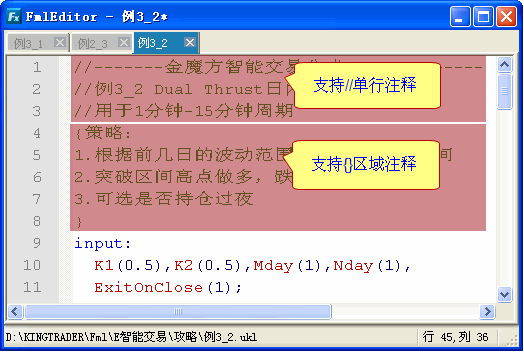 FmlEditor - 例3_2*
例3_1 例2_3 例3_2
1 //-------金魔方智能交易
2 //例3_2 Dual Thrust日
3 //用于1分钟-15分钟周期
支持//单行注释
4 {策略:
5 1.根据前几日的波动范围 间
6 2.突破区间高点做多，跌
7 3.可选是否持仓过夜
8 }
支持{}区域注释
9 input:
10 K1(0.5),K2(0.5),Mday(1),Nday(1),
11 ExitOnClose(1);
D:\KINGTRADER\Fml\E智能交易\攻略\例3_2.ukl 行 45,列 36